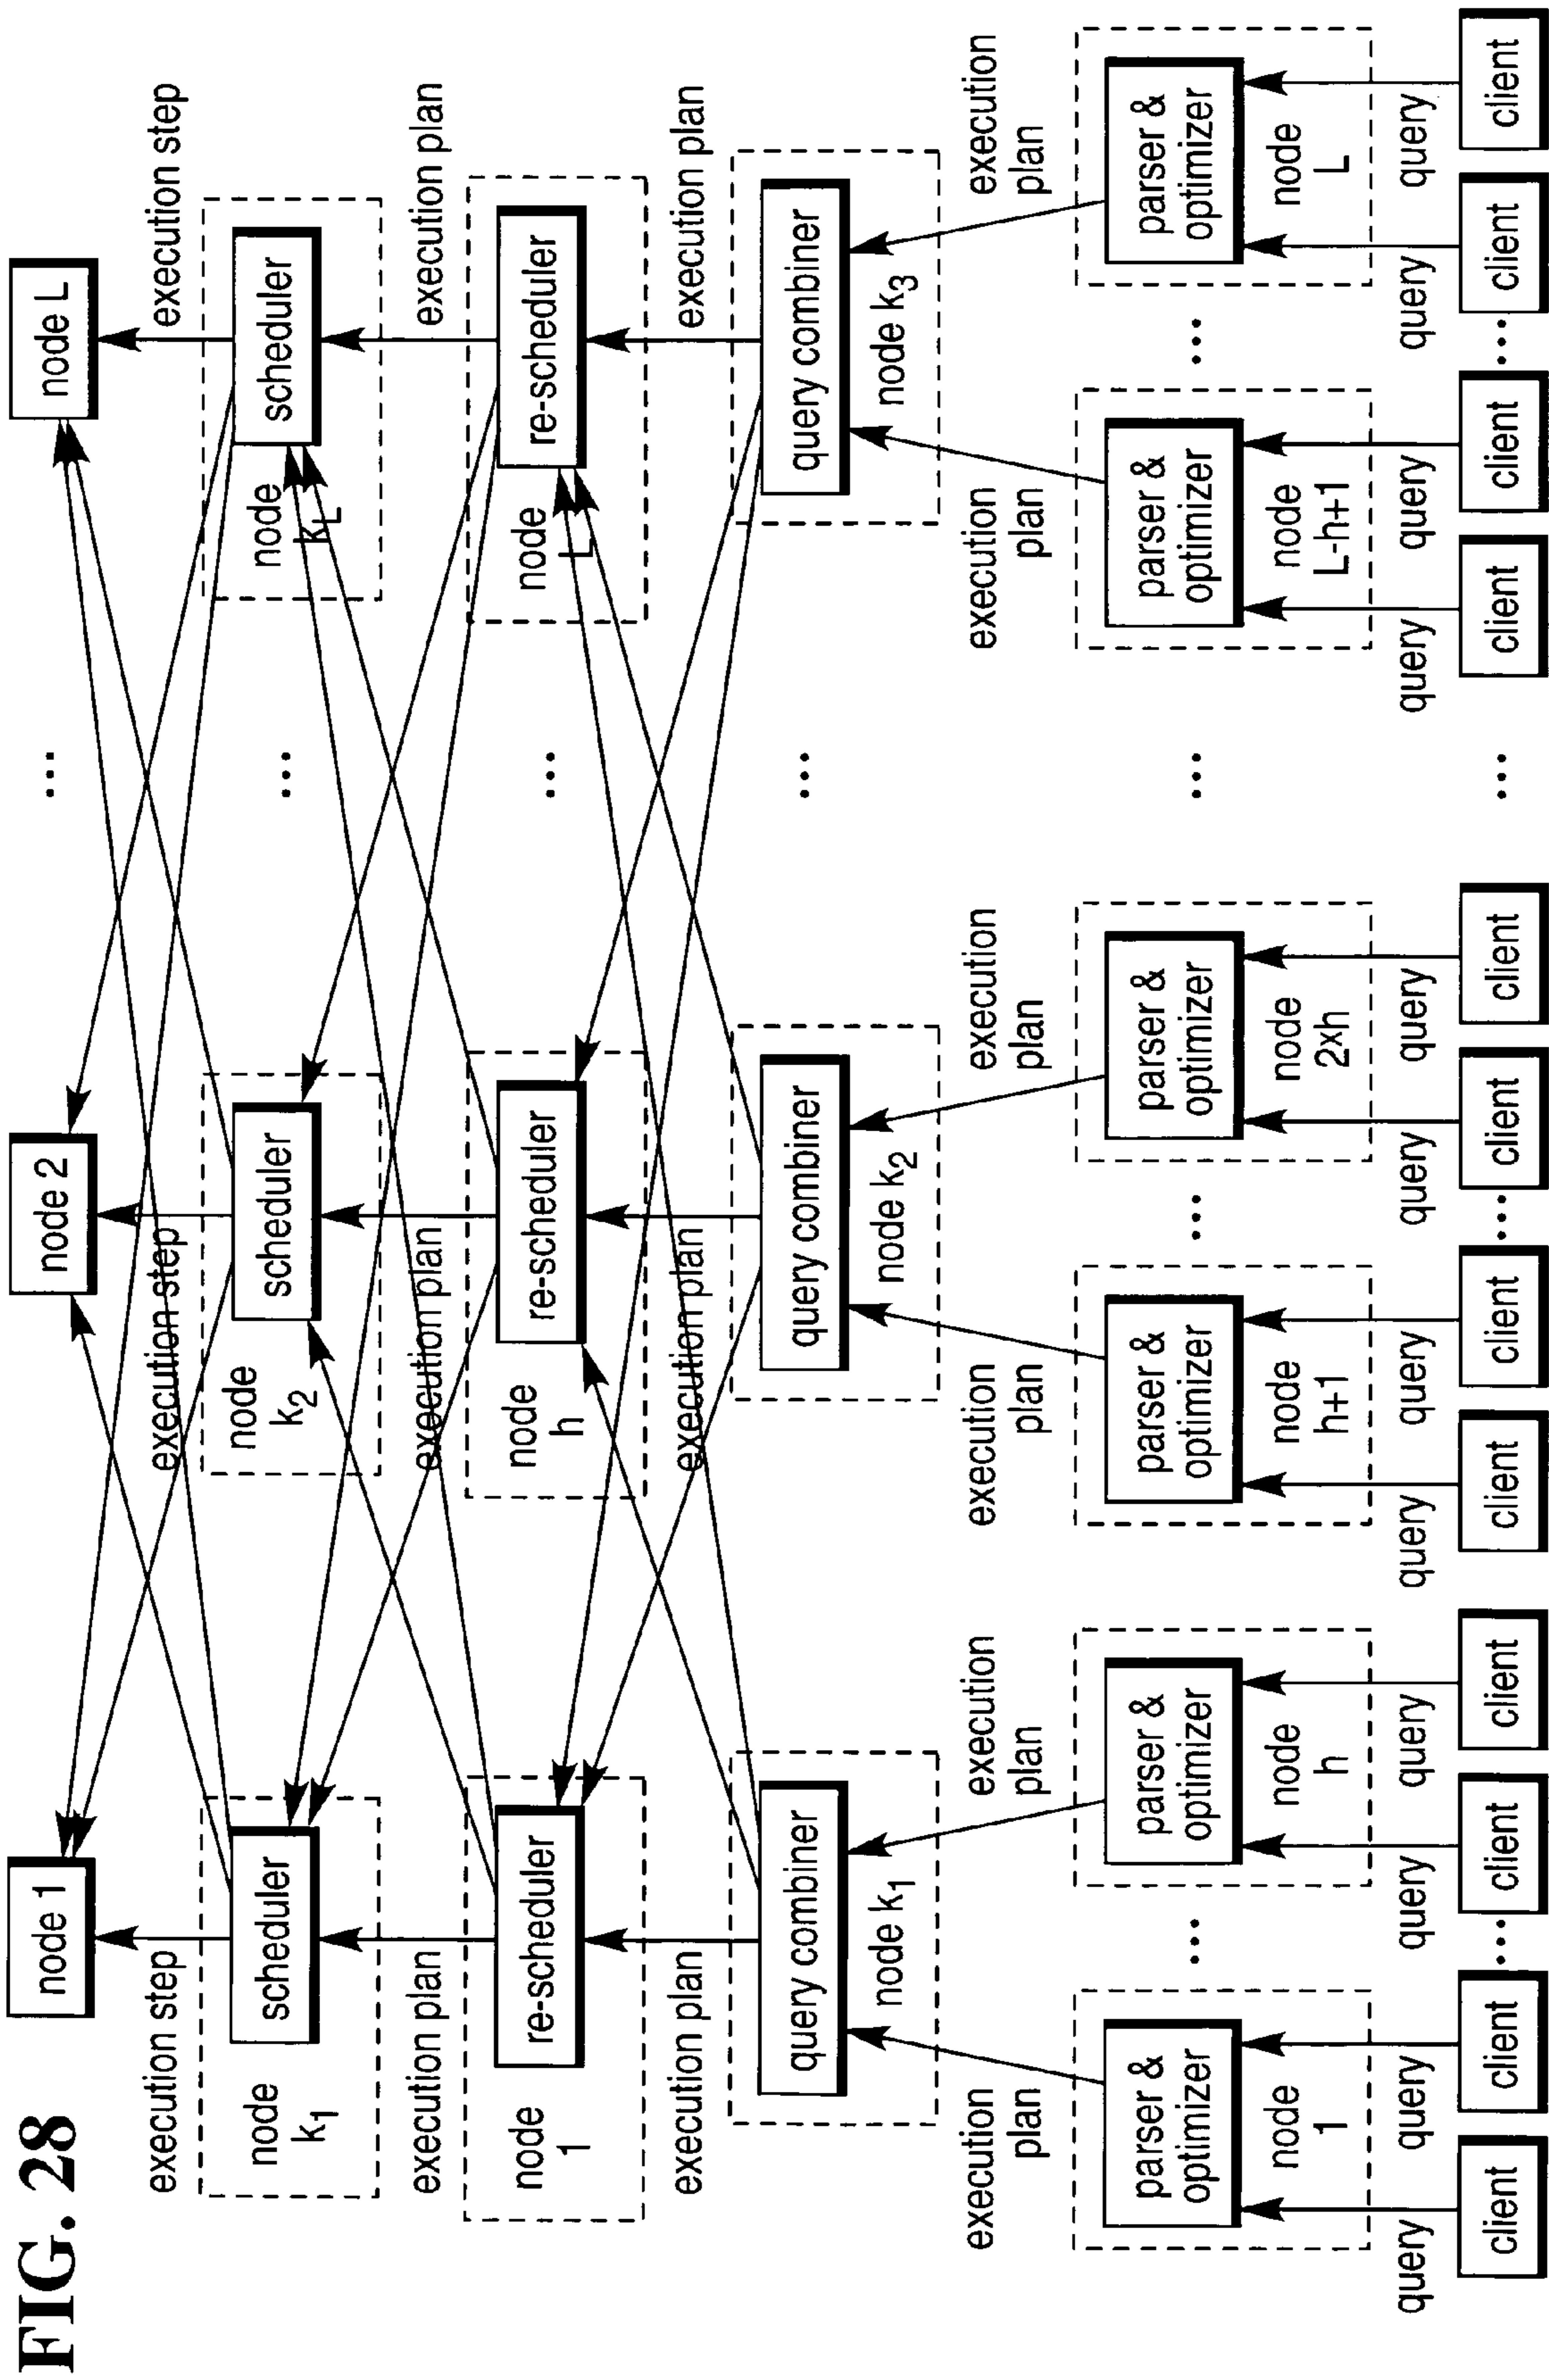 FIG. 28
node 1
node 2
...
node L
execution step
execution step
execution step
node
k1
scheduler
node
k2
scheduler
...
node
kL
scheduler
execution plan
execution plan
execution plan
node
1
re-scheduler
node
h
re-scheduler
...
node
L
re-scheduler
execution plan
execution plan
execution plan
query combiner
node k1
query combiner
node k2
...
query combiner
node k3
execution
plan
execution
plan
execution
plan
execution
plan
execution
plan
execution
plan
parser &
optimizer
node
1
...
parser &
optimizer
node
h
parser &
optimizer
node
h+1
...
parser &
optimizer
node
2×h
...
parser &
optimizer
node
L-h+1
...
parser &
optimizer
node
L
query
query
query
query
query
query
query
query
query
query
query
query
client
client
...
client
client
client
client
...
client
client
...
client
client
...
client
client